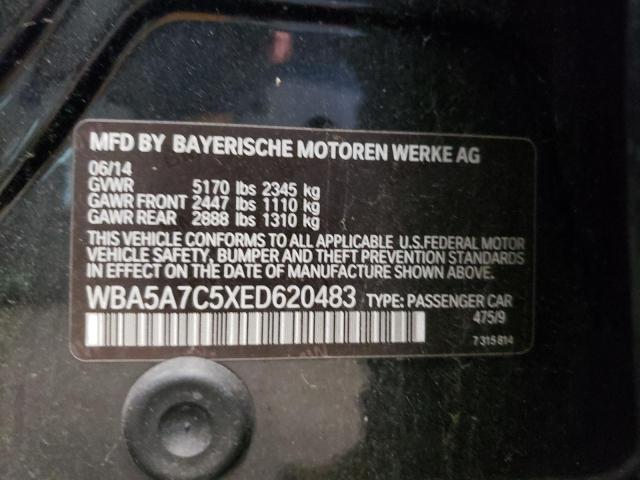 MFD BY BAYERISCHE MOTOREN WERKE AG
06/14
GVWR 5170 lbs 2345 kg
GAWR FRONT 2447 lbs 1110 kg
GAWR REAR 2888 lbs 1310 kg
THIS VEHICLE CONFORMS TO ALL APPLICABLE U.S.FEDERAL MOTOR
VEHICLE SAFETY, BUMPER AND THEFT PREVENTION STANDARDS
IN EFFECT ON THE DATE OF MANUFACTURE SHOWN ABOVE.
WBA5A7C5XED620483 TYPE: PASSENGER CAR
475/9
7 315 814